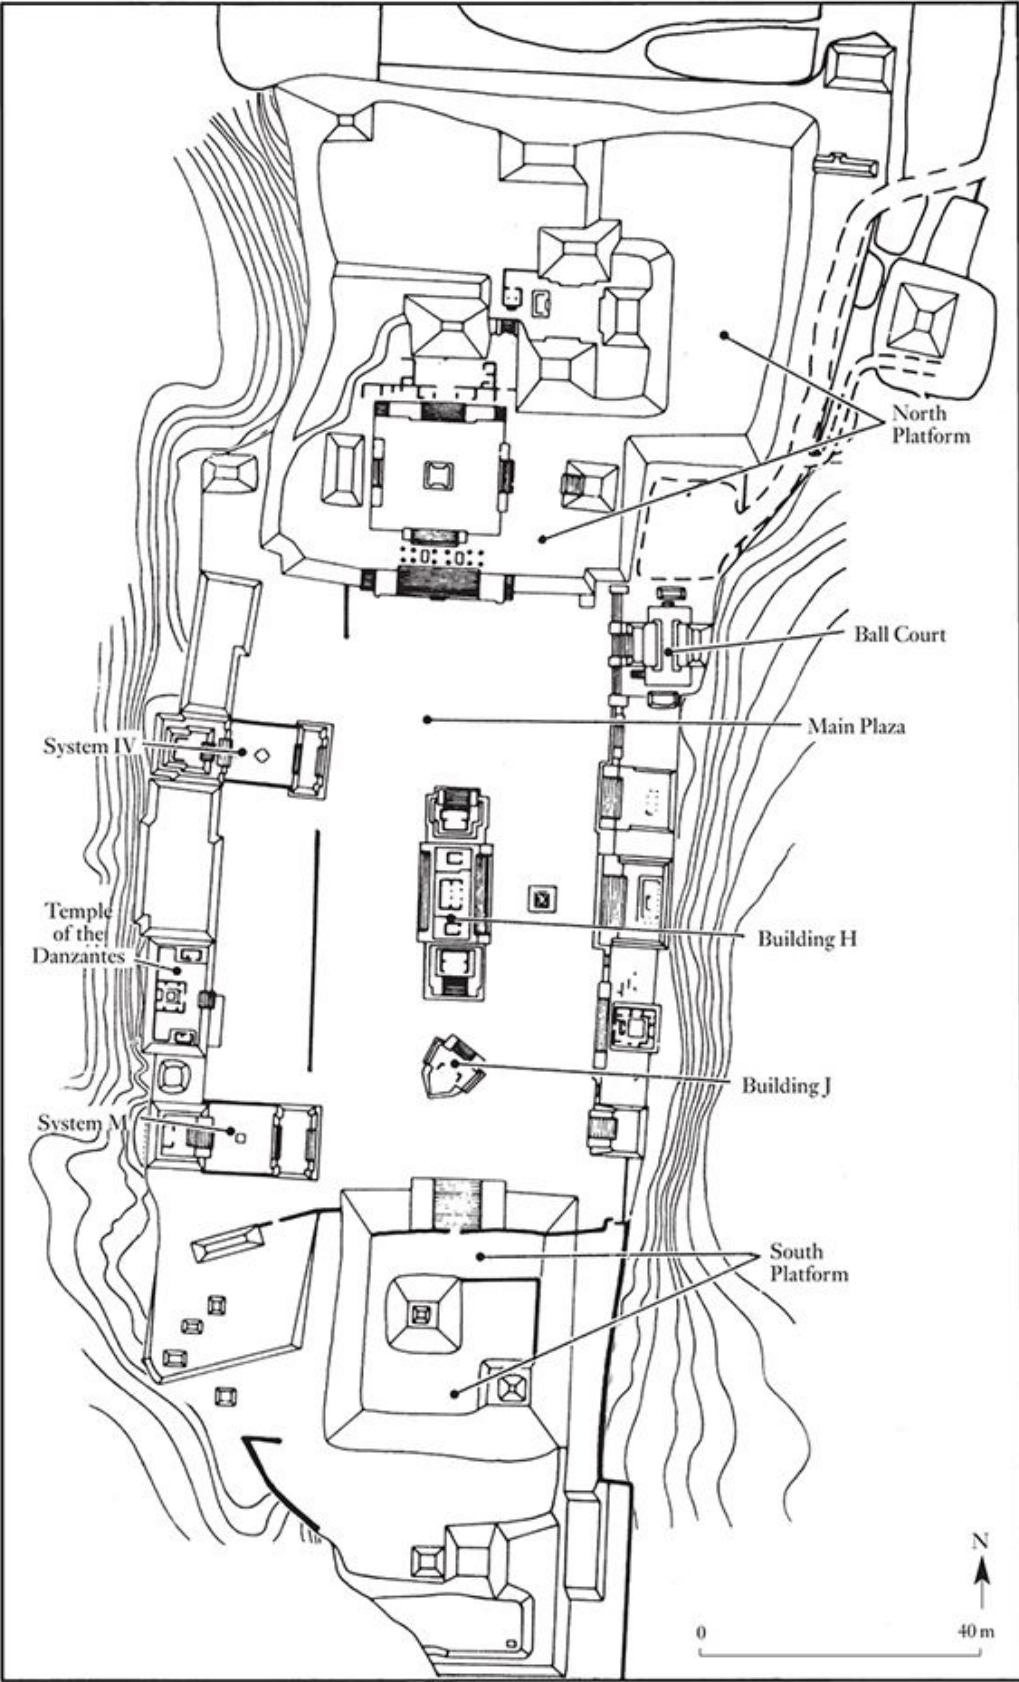 North
Platform
Ball Court
Main Plaza
System IV
Temple
of the
Danzantes
Building H
Building J
System M
South
Platform
N
0
40 m